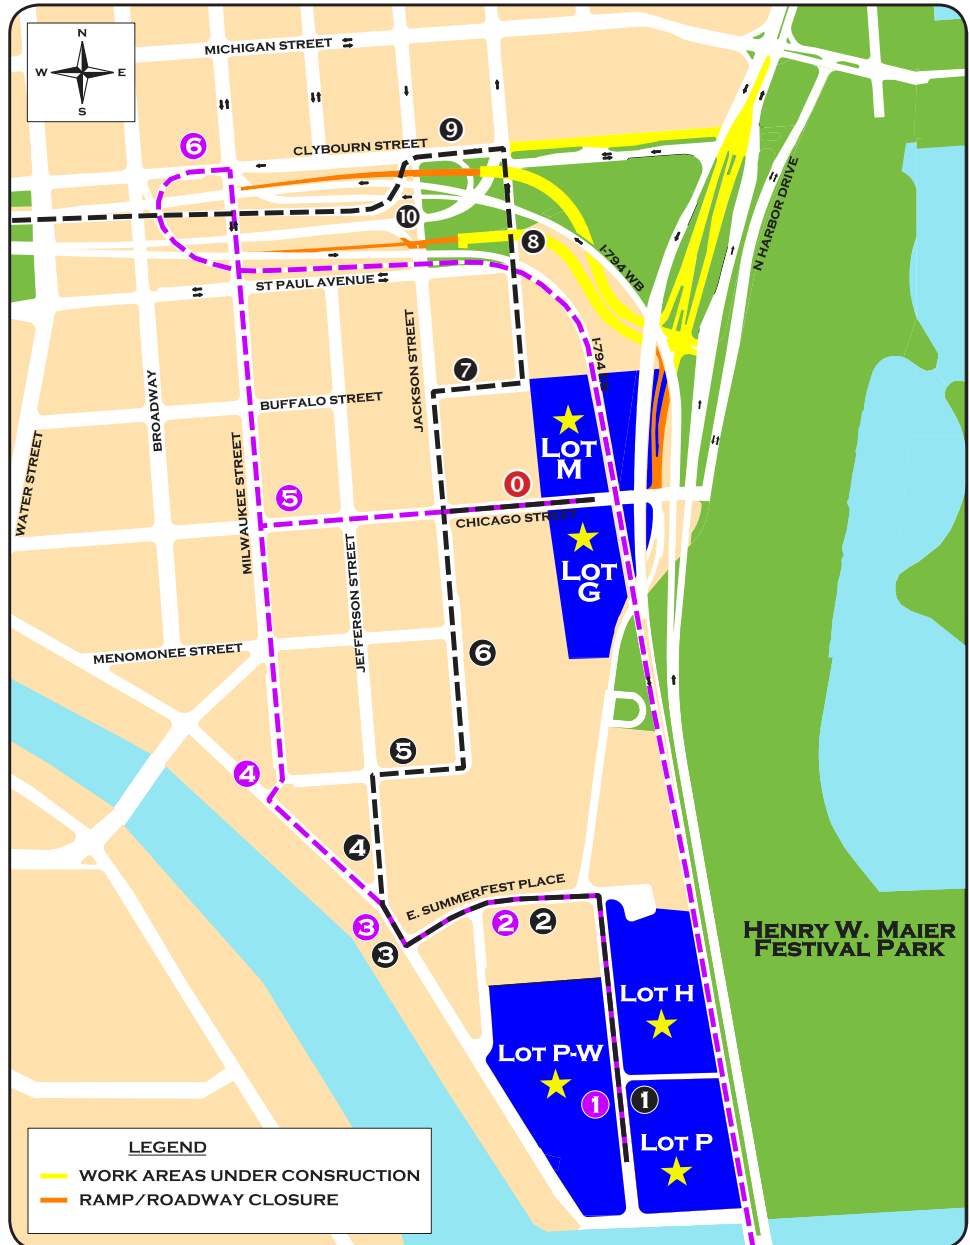 N
W E
S
MICHIGAN STREET
6
9
CLYBOURN STREET
10
8
I-794 WB
N HARBOR DRIVE
ST PAUL AVENUE
JACKSON STREET
I-794 EB
7
BROADWAY
BUFFALO STREET
LOT
M
WATER STREET
MILWAUKEE STREET
5
0
CHICAGO STREET
JEFFERSON STREET
LOT
G
MENOMONEE STREET
6
5
4
4
E. SUMMERFEST PLACE
3
3
2
2
HENRY W. MAIER
FESTIVAL PARK
LOT H
LOT P-W
1
1
LOT P
LEGEND
WORK AREAS UNDER CONSRUCTION
RAMP/ROADWAY CLOSURE